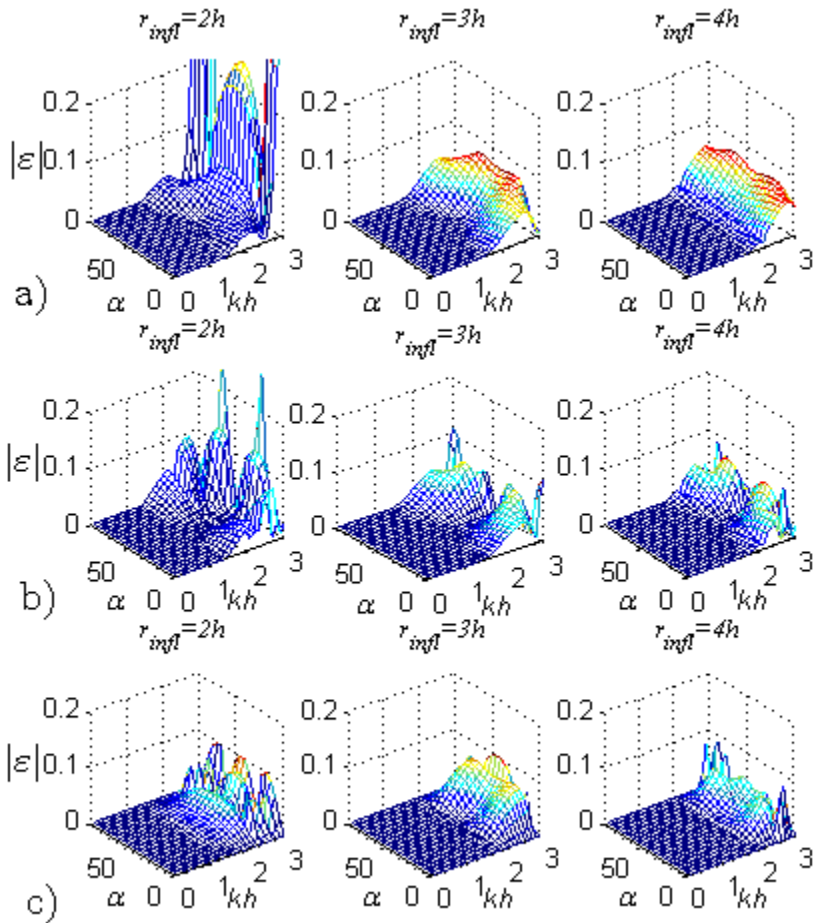 r_infl=2h r_infl=3h r_infl=4h
0.2 0.2 0.2
|ε| 0.1 0.1 0.1
0 0 0
50 3 50 3 50 3
2 2 2
a) α 0 0 1 kh α 0 0 1 kh α 0 0 1 kh
r_infl=2h r_infl=3h r_infl=4h
0.2 0.2 0.2
|ε| 0.1 0.1 0.1
0 0 0
50 3 50 3 50 3
2 2 2
b) α 0 0 1 kh α 0 0 1 kh α 0 0 1 kh
r_infl=2h r_infl=3h r_infl=4h
0.2 0.2 0.2
|ε| 0.1 0.1 0.1
0 0 0
50 3 50 3 50 3
2 2 2
c) α 0 0 1 kh α 0 0 1 kh α 0 0 1 kh